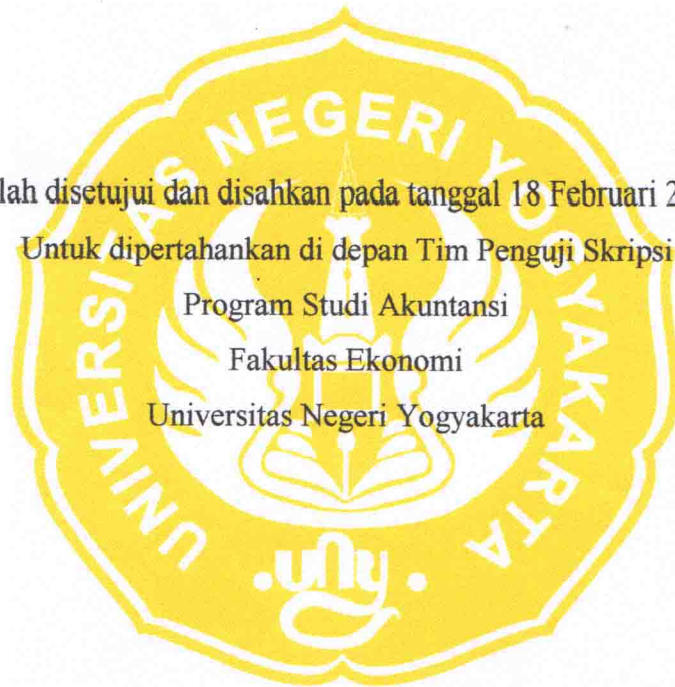 lah disetujui dan disahkan pada tanggal 18 Februari 2
Untuk dipertahankan di depan Tim Penguji Skripsi
Program Studi Akuntansi
Fakultas Ekonomi
Universitas Negeri Yogyakarta
UNIVERSITAS NEGERI YOGYAKARTA
uny